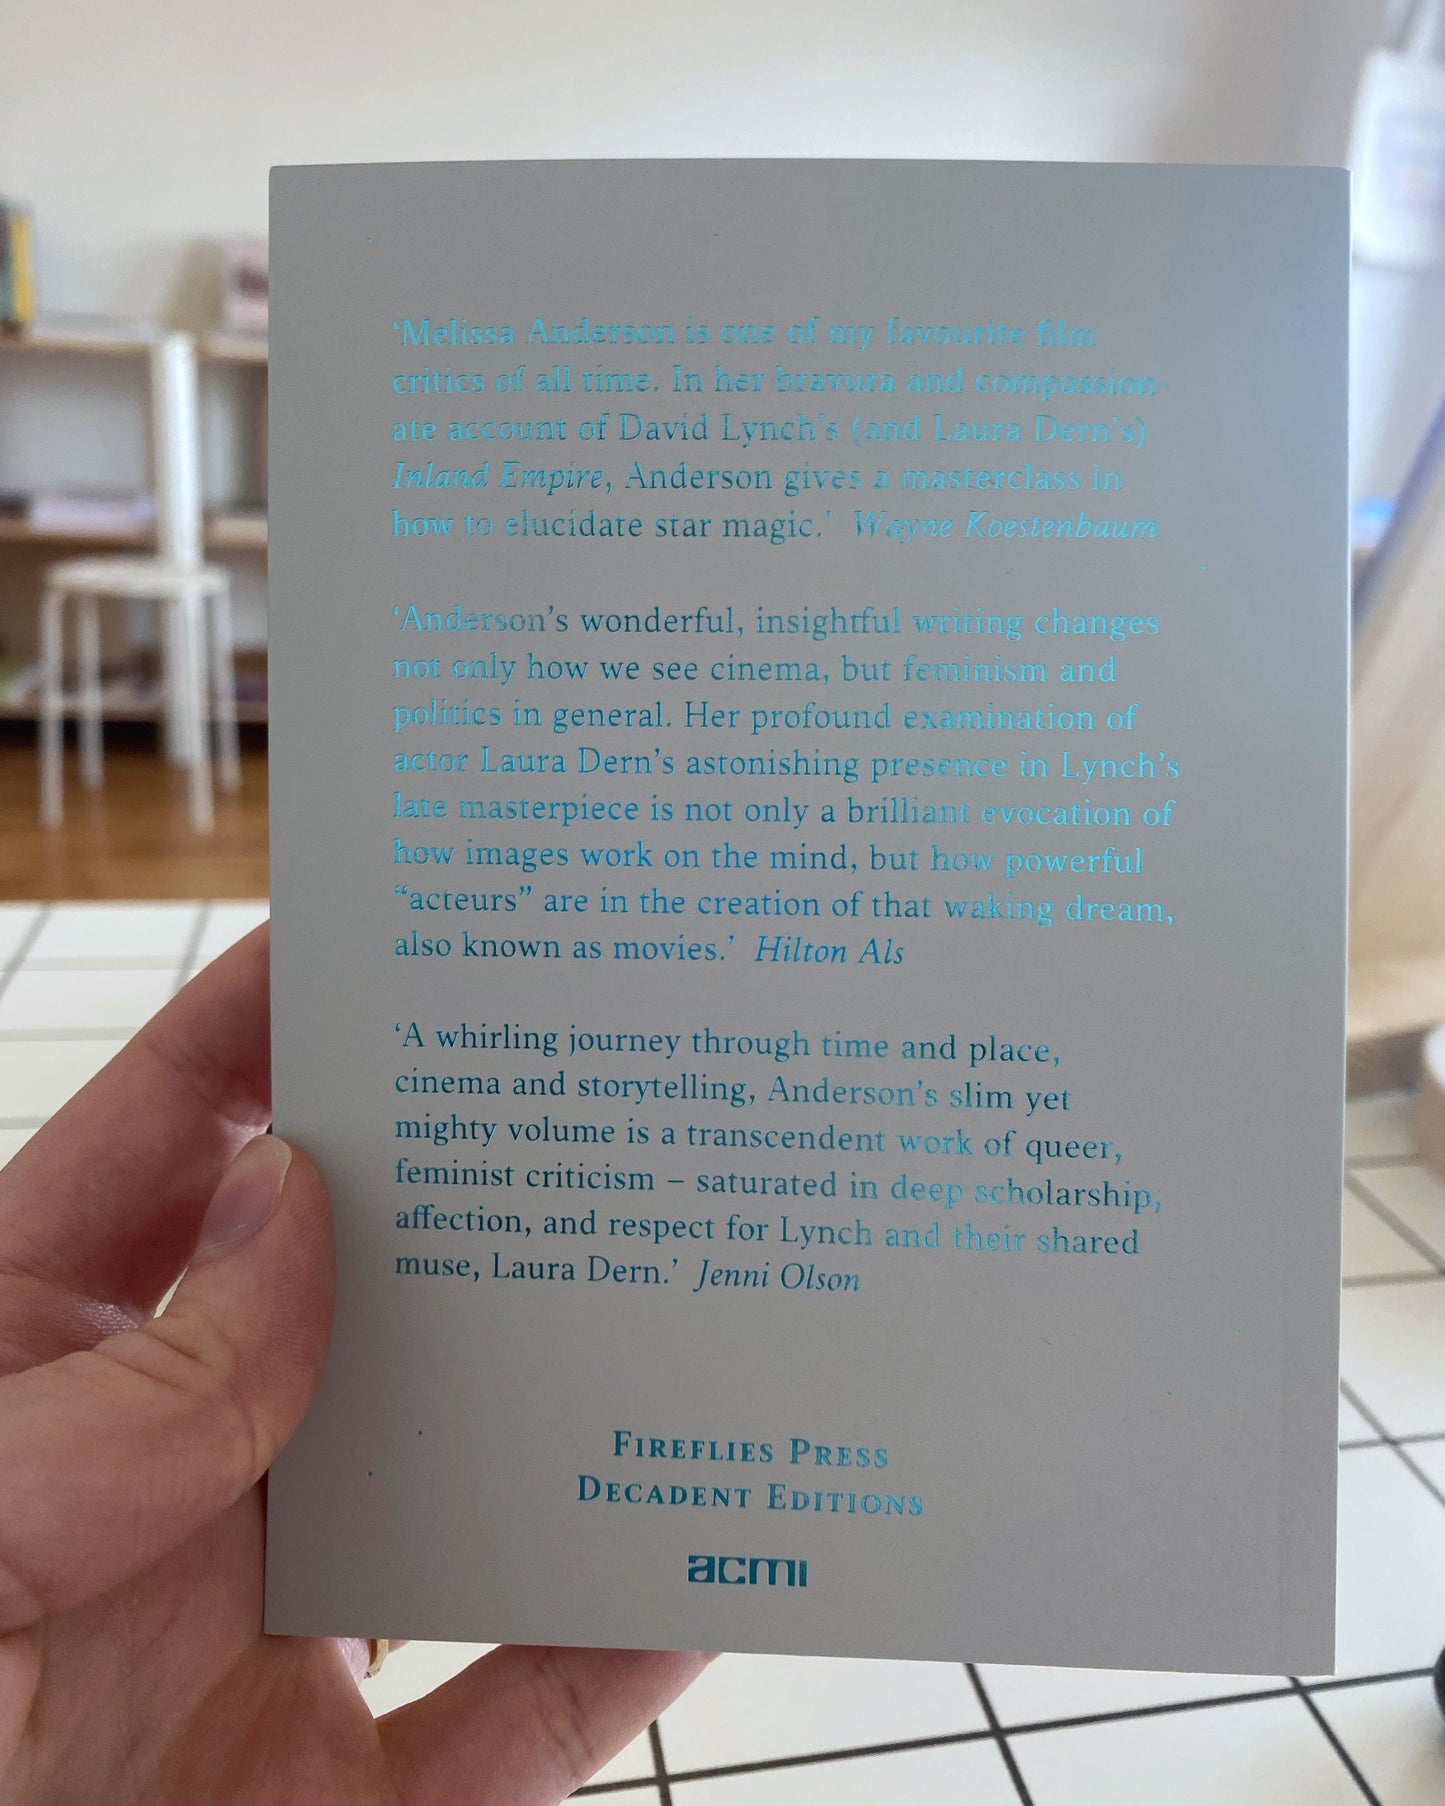 ‘Melissa Anderson is one of my favourite film
critics of all time. In her bravura and compassion-
ate account of David Lynch’s (and Laura Dern’s)
Inland Empire, Anderson gives a masterclass in
how to elucidate star magic.’ Wayne Koestenbaum
‘Anderson’s wonderful, insightful writing changes
not only how we see cinema, but feminism and
politics in general. Her profound examination of
actor Laura Dern’s astonishing presence in Lynch’s
late masterpiece is not only a brilliant evocation of
how images work on the mind, but how powerful
“acteurs” are in the creation of that waking dream,
also known as movies.’ Hilton Als
‘A whirling journey through time and place,
cinema and storytelling, Anderson’s slim yet
mighty volume is a transcendent work of queer,
feminist criticism – saturated in deep scholarship,
affection, and respect for Lynch and their shared
muse, Laura Dern.’ Jenni Olson
Fireflies Press
Decadent Editions
acmi